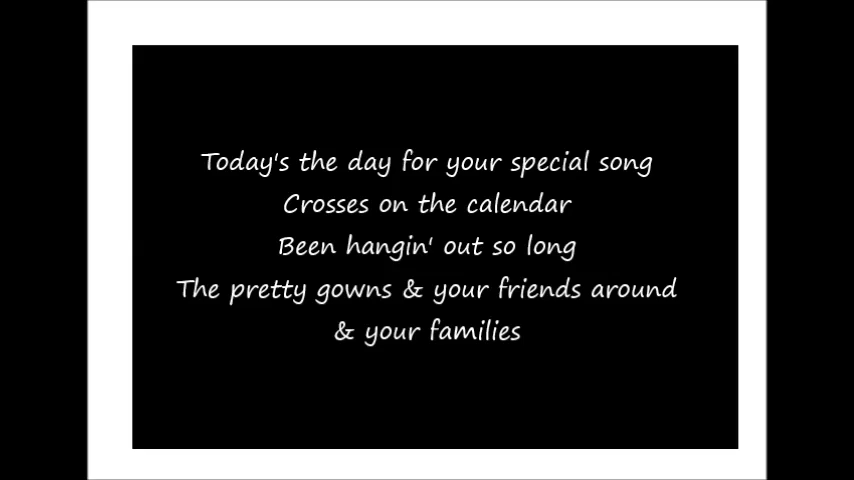 Today's the day for your special song
Crosses on the calendar
Been hangin' out so long
The pretty gowns & your friends around
& your families